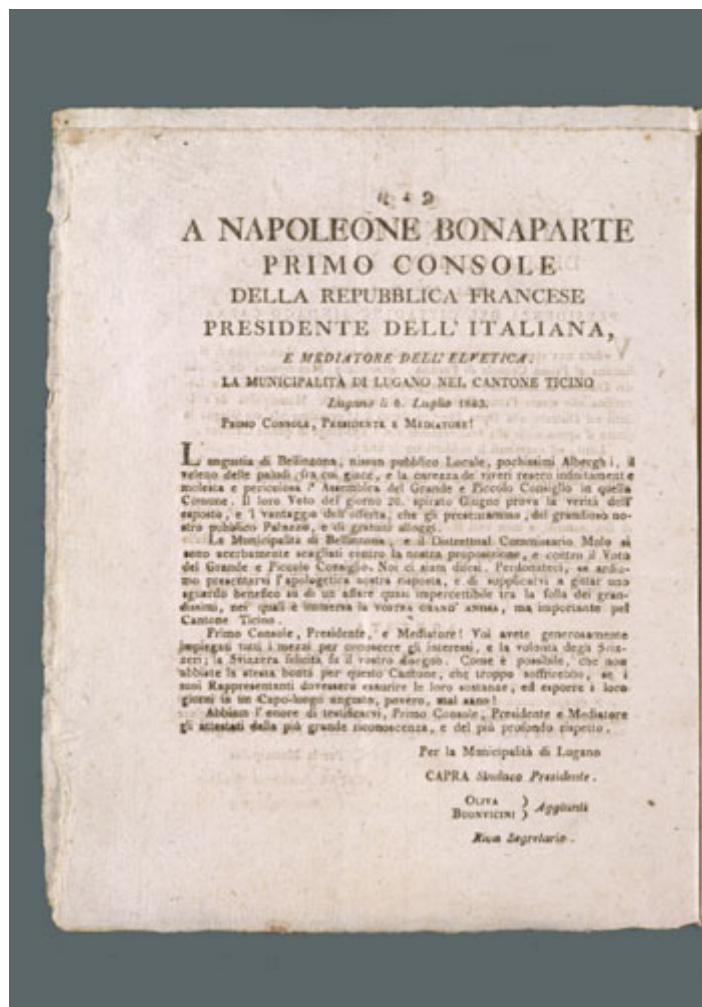 ( 4 )
A NAPOLEONE BONAPARTE
PRIMO CONSOLE
DELLA REPUBBLICA FRANCESE
PRESIDENTE DELL' ITALIANA,
E MEDIATORE DELL' ELVETICA:
LA MUNICIPALITÀ DI LUGANO NEL CANTONE TICINO
Lugano li 6. Luglio 1803.
PRIMO CONSOLE, PRESIDENTE E MEDIATORE!
L' angustia di Bellinzona, nissun pubblico Locale, pochissimi Alberghi, il
veleno delle paludi, fra cui giace, e la carezza de' viveri resero infinitamente
molesta e pericolosa l' Assemblea del Grande e Piccolo Consiglio in quella
Comune. Il loro Voto del giorno 20. spirato Giugno prova la verità dell'
esposto, e 'l vantaggio dell' offerta, che gli presentammo, del grandioso no-
stro pubblico Palazzo, e di gratuiti alloggi.
La Municipalità di Bellinzona, e il Distrettual Commissario Molo si
sono acerbamente scagliati contro la nostra proposizione, e contro il Voto
del Grande e Piccolo Consiglio. Noi ci siam difesi. Perdonateci, se ardia-
mo presentarvi l' apologetica nostra risposta, e di supplicarvi a gittar uno
sguardo benefico su di un affare quasi impercettibile tra la folla dei gran-
dissimi, nei quali è immersa la VOSTRA GRAND' ANIMA, ma importante pel
Cantone Ticino.
Primo Console, Presidente, e Mediatore! Voi avete generosamente
impiegati tutti i mezzi per conoscere gli interessi, e la volontà degli Sviz-
zeri; la Svizzera felicità fu il vostro disegno. Come è possibile, che non
abbiate la stessa bontà per questo Cantone, che troppo soffrirebbe, se i
suoi Rappresentanti dovessero esaurire le loro sostanze, ed esporre i loro
giorni in un Capo-luogo angusto, povero, mal sano!
Abbiam l' onore di testificarvi, Primo Console, Presidente e Mediatore
gli attestati della più grande riconoscenza, e del più profondo rispetto.
Per la Municipalità di Lugano
CAPRA Sindaco Presidente.
OLIVA
BUONVICINI } Aggiunti
Riva Segretario.